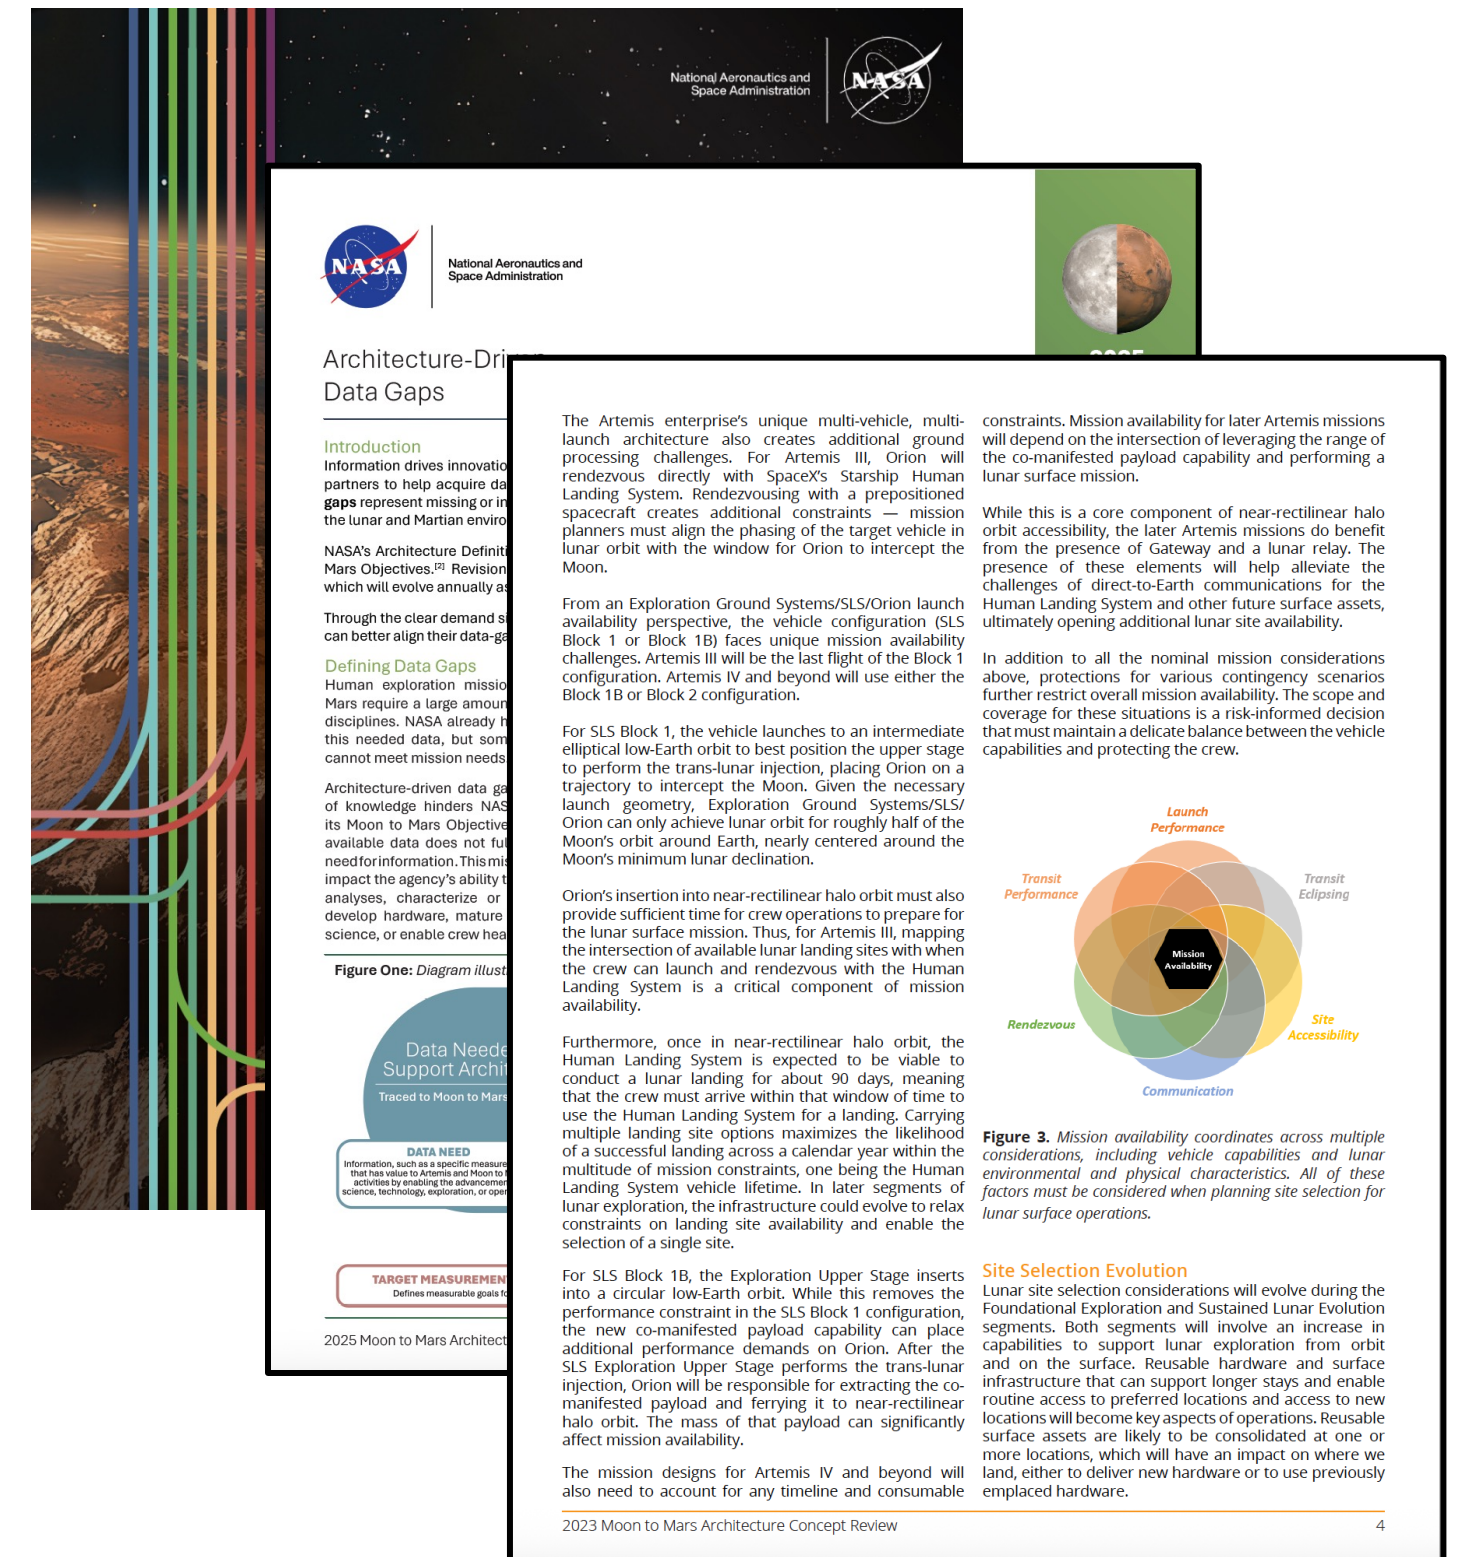 National Aeronautics and
Space Administration
NASA
NASA
National Aeronautics and
Space Administration
2025
Architecture-Driven
Data Gaps
Introduction
Information drives
partners to help acquire
gaps represent missing or
the lunar and Martian
NASA's Architecture
Mars Objectives.[2] Revision
which will evolve annually
Through the clear demand
can better align their
Defining Data Gaps
Human exploration
Mars require a large
disciplines. NASA already
this needed data, but
cannot meet mission needs
Architecture-driven data
of knowledge hinders
its Moon to Mars
available data does not
need for information. This
impact the agency's ability
analyses, characterize or
develop hardware, mature
science, or enable crew
Figure One: Diagram
Data
Support
Traced to Moon to Mars
DATA NEED
Information, such as a specific
that has value to Artemis and Moon to
activities by enabling the
science, technology, exploration, or
TARGET
Defines measurable goals
2025 Moon to Mars
The Artemis enterprise's unique multi-vehicle, multi-
launch architecture also creates additional ground
processing challenges. For Artemis III, Orion will
rendezvous directly with SpaceX's Starship Human
Landing System. Rendezvousing with a prepositioned
spacecraft creates additional constraints — mission
planners must align the phasing of the target vehicle in
lunar orbit with the window for Orion to intercept the
Moon.
From an Exploration Ground Systems/SLS/Orion launch
availability perspective, the vehicle configuration (SLS
Block 1 or Block 1B) faces unique mission availability
challenges. Artemis III will be the last flight of the Block 1
configuration. Artemis IV and beyond will use either the
Block 1B or Block 2 configuration.
For SLS Block 1, the vehicle launches to an intermediate
elliptical low-Earth orbit to best position the upper stage
to perform the trans-lunar injection, placing Orion on a
trajectory to intercept the Moon. Given the necessary
launch geometry, Exploration Ground Systems/SLS/
Orion can only achieve lunar orbit for roughly half of the
Moon's orbit around Earth, nearly centered around the
Moon's minimum lunar declination.
Orion's insertion into near-rectilinear halo orbit must also
provide sufficient time for crew operations to prepare for
the lunar surface mission. Thus, for Artemis III, mapping
the intersection of available lunar landing sites with when
the crew can launch and rendezvous with the Human
Landing System is a critical component of mission
availability.
Furthermore, once in near-rectilinear halo orbit, the
Human Landing System is expected to be viable to
conduct a lunar landing for about 90 days, meaning
that the crew must arrive within that window of time to
use the Human Landing System for a landing. Carrying
multiple landing site options maximizes the likelihood
of a successful landing across a calendar year within the
multitude of mission constraints, one being the Human
Landing System vehicle lifetime. In later segments of
lunar exploration, the infrastructure could evolve to relax
constraints on landing site availability and enable the
selection of a single site.
For SLS Block 1B, the Exploration Upper Stage inserts
into a circular low-Earth orbit. While this removes the
performance constraint in the SLS Block 1 configuration,
the new co-manifested payload capability can place
additional performance demands on Orion. After the
SLS Exploration Upper Stage performs the trans-lunar
injection, Orion will be responsible for extracting the co-
manifested payload and ferrying it to near-rectilinear
halo orbit. The mass of that payload can significantly
affect mission availability.
The mission designs for Artemis IV and beyond will
also need to account for any timeline and consumable
constraints. Mission availability for later Artemis missions
will depend on the intersection of leveraging the range of
the co-manifested payload capability and performing a
lunar surface mission.
While this is a core component of near-rectilinear halo
orbit accessibility, the later Artemis missions do benefit
from the presence of Gateway and a lunar relay. The
presence of these elements will help alleviate the
challenges of direct-to-Earth communications for the
Human Landing System and other future surface assets,
ultimately opening additional lunar site availability.
In addition to all the nominal mission considerations
above, protections for various contingency scenarios
further restrict overall mission availability. The scope and
coverage for these situations is a risk-informed decision
that must maintain a delicate balance between the vehicle
capabilities and protecting the crew.
Launch
Performance
Transit
Performance
Transit
Eclipsing
Mission
Availability
Rendezvous
Site
Accessibility
Communication
Figure 3. Mission availability coordinates across multiple
considerations, including vehicle capabilities and lunar
environmental and physical characteristics. All of these
factors must be considered when planning site selection for
lunar surface operations.
Site Selection Evolution
Lunar site selection considerations will evolve during the
Foundational Exploration and Sustained Lunar Evolution
segments. Both segments will involve an increase in
capabilities to support lunar exploration from orbit
and on the surface. Reusable hardware and surface
infrastructure that can support longer stays and enable
routine access to preferred locations and access to new
locations will become key aspects of operations. Reusable
surface assets are likely to be consolidated at one or
more locations, which will have an impact on where we
land, either to deliver new hardware or to use previously
emplaced hardware.
2023 Moon to Mars Architecture Concept Review
4